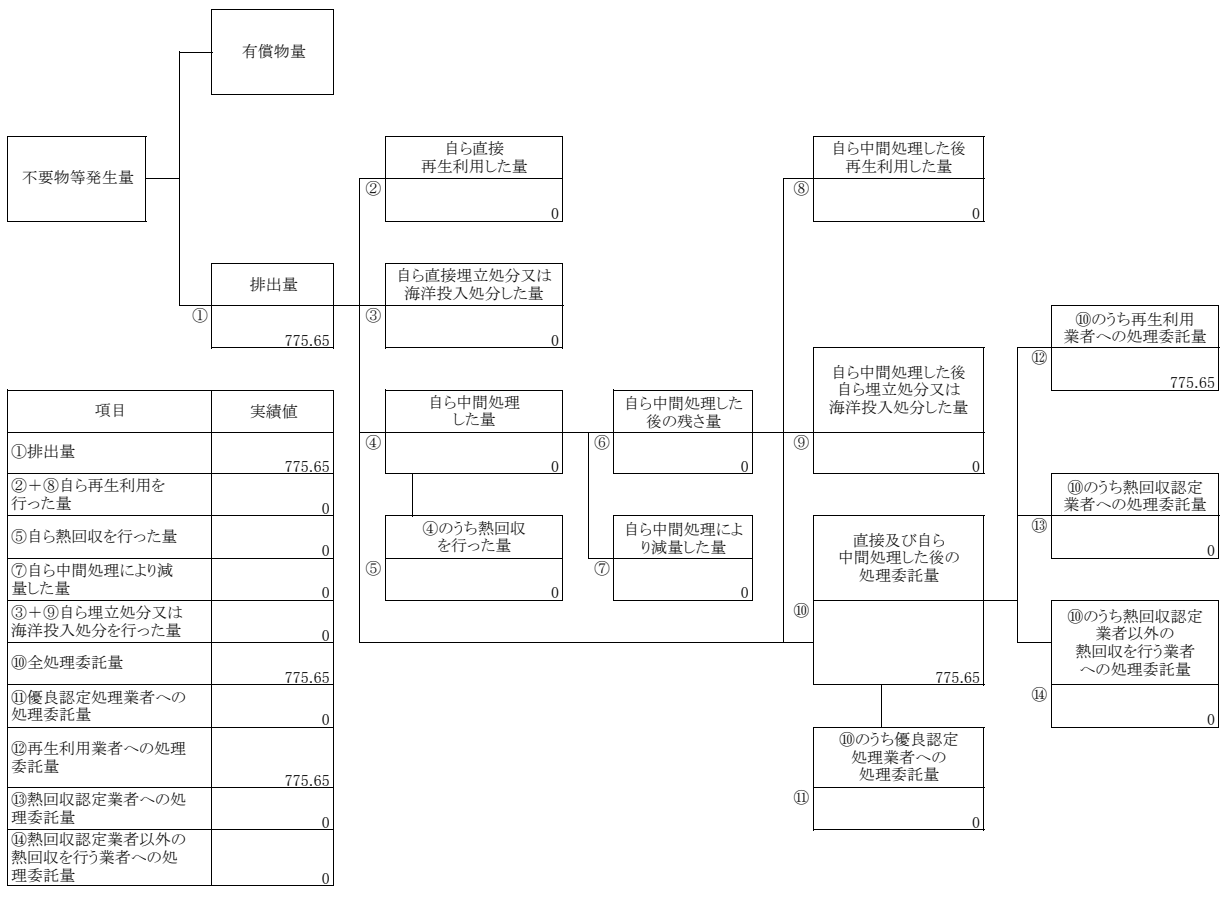 有償物量
不要物等発生量
自ら直接
再生利用した量
②
0
自ら中間処理した後
再生利用した量
⑧
0
排出量
①
775.65
自ら直接埋立処分又は
海洋投入処分した量
③
0
⑩のうち再生利用
業者への処理委託量
⑫
775.65
自ら中間処理
した量
④
0
自ら中間処理した
後の残さ量
⑥
0
自ら中間処理した後
自ら埋立処分又は
海洋投入処分した量
⑨
0
⑩のうち熱回収認定
業者への処理委託量
⑬
0
④のうち熱回収
を行った量
⑤
0
自ら中間処理によ
り減量した量
⑦
0
直接及び自ら
中間処理した後の
処理委託量
⑩
775.65
⑩のうち熱回収認定
業者以外の
熱回収を行う業者
への処理委託量
⑭
0
⑩のうち優良認定
処理業者への
処理委託量
⑪
0
項目 実績値
①排出量
775.65
②＋⑧自ら再生利用を
行った量
0
⑤自ら熱回収を行った量
0
⑦自ら中間処理により減
量した量
0
③＋⑨自ら埋立処分又は
海洋投入処分を行った量
0
⑩全処理委託量
775.65
⑪優良認定処理業者への
処理委託量
0
⑫再生利用業者への処理
委託量
775.65
⑬熱回収認定業者への処
理委託量
0
⑭熱回収認定業者以外の
熱回収を行う業者への処
理委託量
0